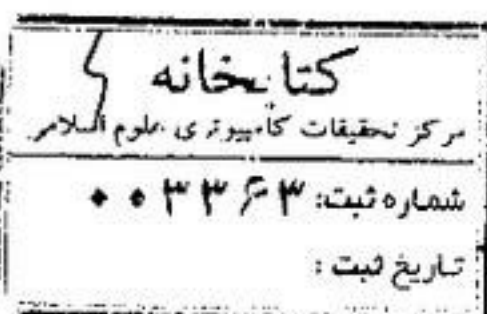 کتابخانه
مرکز تحقیقات کامپیوتری علوم اسلامی
شماره ثبت: ۰۰۳۳۶۳
تاریخ ثبت :